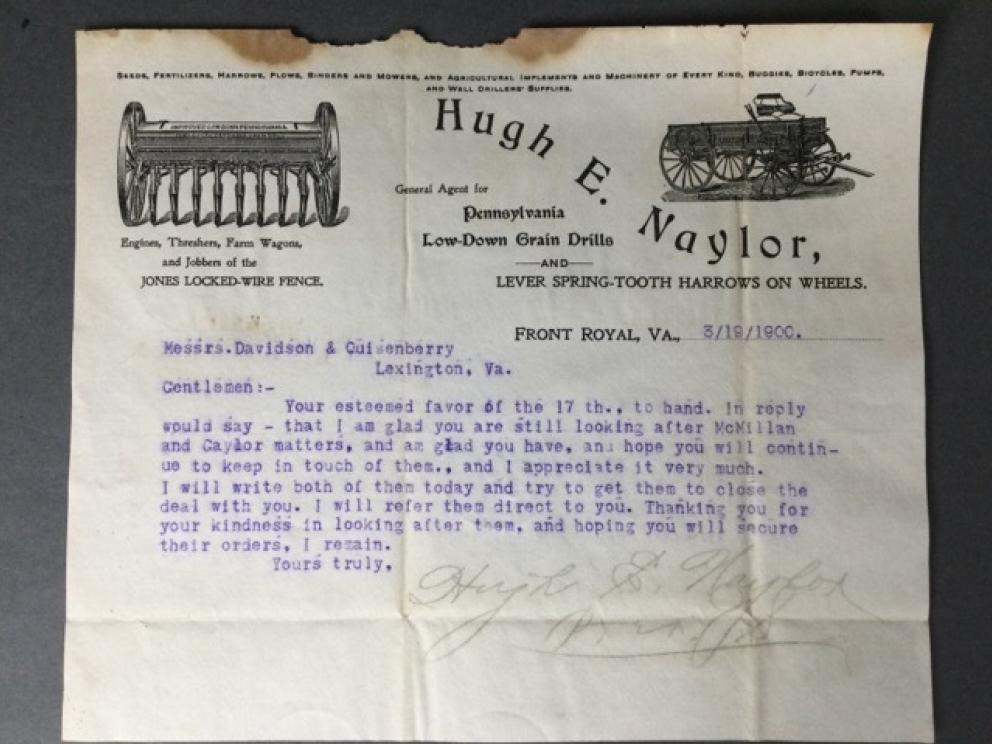 SEEDS, FERTILIZERS, HARROWS, PLOWS, BINDERS AND MOWERS, AND AGRICULTURAL IMPLEMENTS AND MACHINERY OF EVERY KIND, BUGGIES, BICYCLES, PUMPS,
AND WELL DRILLERS' SUPPLIES.
Hugh E. Naylor,
General Agent for
Pennsylvania
Low-Down Grain Drills
AND
LEVER SPRING-TOOTH HARROWS ON WHEELS.
IMPROVED LOW DOWN PENNSYLVANIA
Engines, Threshers, Farm Wagons,
and Jobbers of the
JONES LOCKED-WIRE FENCE.
FRONT ROYAL, VA., 3/19/1900.
Messrs.Davidson & Quisenberry
Lexington, Va.
Gentlemen:-
Your esteemed favor of the 17 th., to hand. In reply
would say - that I am glad you are still looking after McMillan
and Caylor matters, and am glad you have, and hope you will contin-
ue to keep in touch of them., and I appreciate it very much.
I will write both of them today and try to get them to close the
deal with you. I will refer them direct to you. Thanking you for
your kindness in looking after them, and hoping you will secure
their orders, I remain.
Yours truly,
Hugh E. Naylor